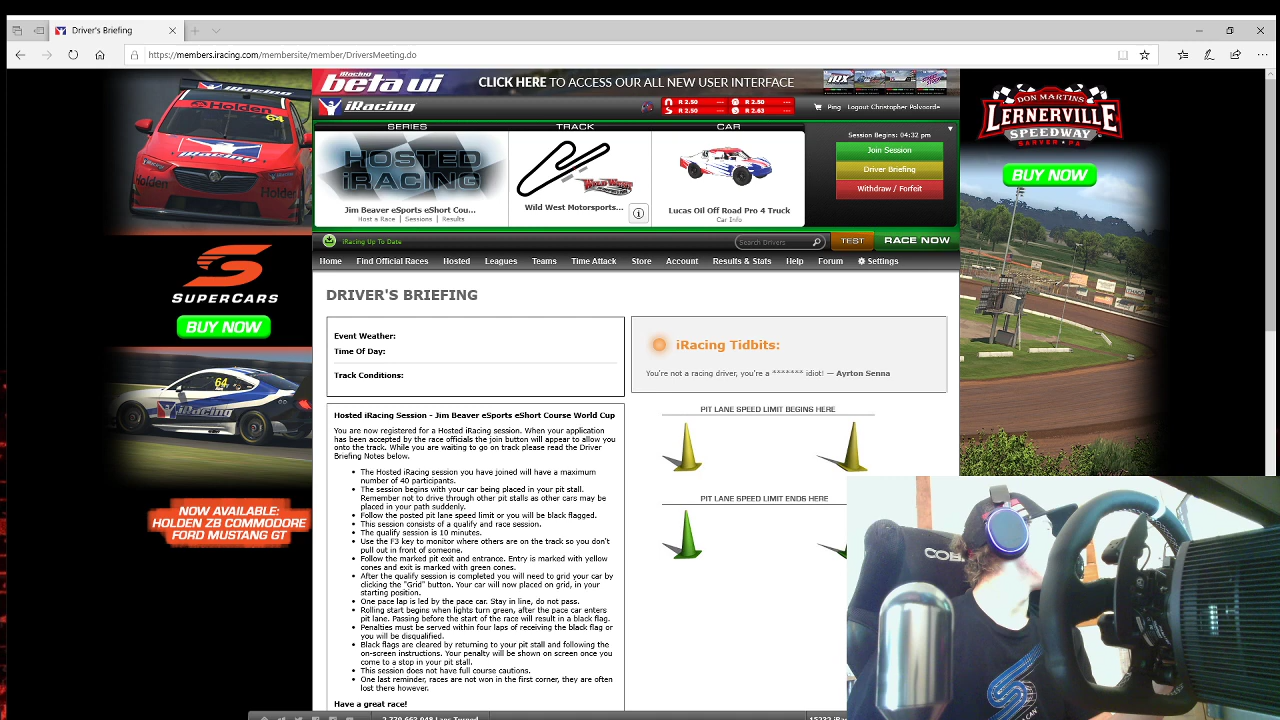 Driver's Briefing
https://members.iracing.com/membersite/member/DriversMeeting.do
iRacing
beta ui
CLICK HERE TO ACCESS OUR ALL NEW USER INTERFACE
iRacing
R 2.50
R 2.50
R 2.50
R 2.63
Ping
Logout Christopher Polvoorde
SERIES
TRACK
CAR
HOSTED
iRACING
Jim Beaver eSports eShort Cou...
Host a Race | Sessions | Results
WILD WEST
Wild West Motorsports...
Lucas Oil Off Road Pro 4 Truck
Car Info
Session Begins: 04:32 pm
Join Session
Driver Briefing
Withdraw / Forfeit
iRacing Up To Date
Search Drivers
TEST
RACE NOW
Home
Find Official Races
Hosted
Leagues
Teams
Time Attack
Store
Account
Results & Stats
Help
Forum
Settings
DRIVER'S BRIEFING
Event Weather:
Time Of Day:
Track Conditions:
iRacing Tidbits:
You're not a racing driver, you're a ******* idiot! — Ayrton Senna
Hosted iRacing Session - Jim Beaver eSports eShort Course World Cup
You are now registered for a Hosted iRacing session. When your application
has been accepted by the race officials the join button will appear to allow you
onto the track. While you are waiting to go on track please read the Driver
Briefing Notes below.
• The Hosted iRacing session you have joined will have a maximum
number of 40 participants.
• The session begins with your car being placed in your pit stall.
Remember not to drive through other pit stalls as other cars may be
placed in your path suddenly.
• Follow the posted pit lane speed limit or you will be black flagged.
• This session consists of a qualify and race session.
• The qualify session is 10 minutes.
• Use the F3 key to monitor where others are on the track so you don't
pull out in front of someone.
• Follow the marked pit exit and entrance. Entry is marked with yellow
cones and exit is marked with green cones.
• After the qualify session is completed you will need to grid your car by
clicking the "Grid" button. Your car will now placed on grid, in your
starting position.
• One pace lap is led by the pace car. Stay in line, do not pass.
• Rolling start begins when lights turn green, after the pace car enters
pit lane. Passing before the start of the race will result in a black flag.
• Penalties must be served within four laps of receiving the black flag or
you will be disqualified.
• Black flags are cleared by returning to your pit stall and following the
on-screen instructions. Your penalty will be shown on screen once you
come to a stop in your pit stall.
• This session does not have full course cautions.
• One last reminder, races are not won in the first corner, they are often
lost there however.
Have a great race!
PIT LANE SPEED LIMIT BEGINS HERE
PIT LANE SPEED LIMIT ENDS HERE
Holden
64
iRacing
SUPERCARS
BUY NOW
64
iRacing
NOW AVAILABLE:
HOLDEN ZB COMMODORE
FORD MUSTANG GT
DON MARTINS
LERNERVILLE
SPEEDWAY
SARVER • PA
BUY NOW